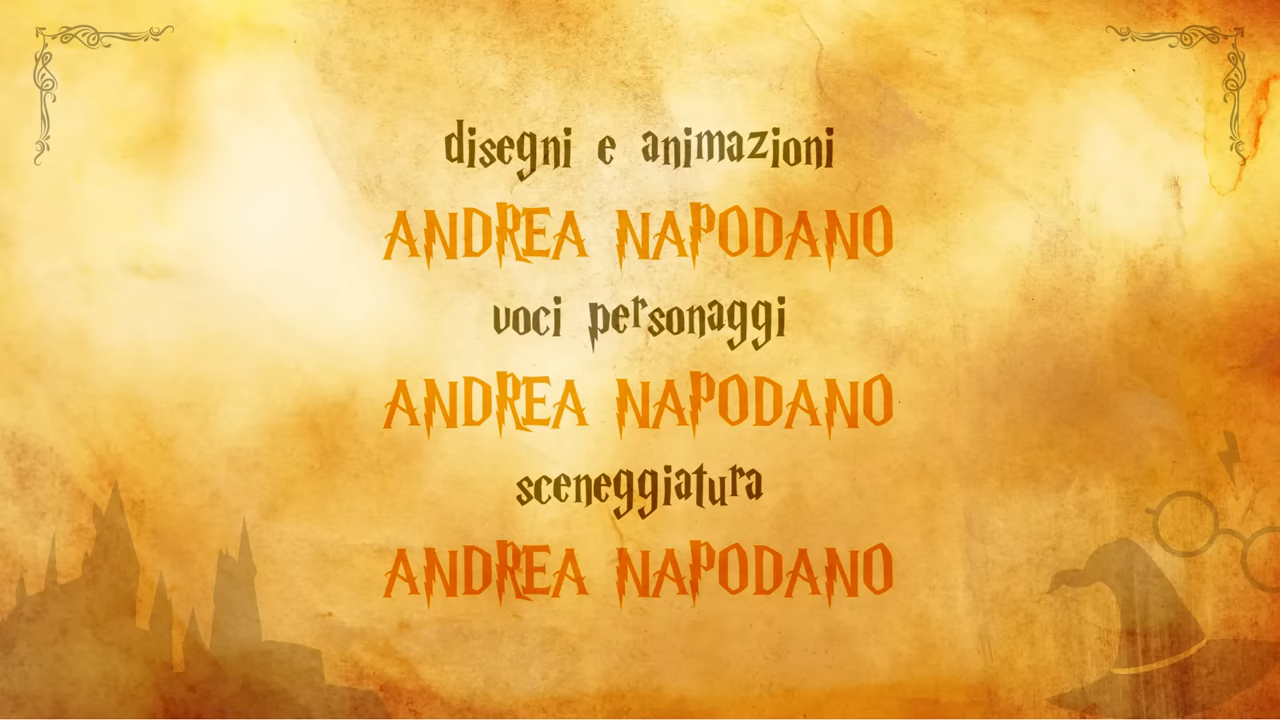 disegni e animazioni
ANDREA NAPODANO
voci personaggi
ANDREA NAPODANO
sceneggiatura
ANDREA NAPODANO